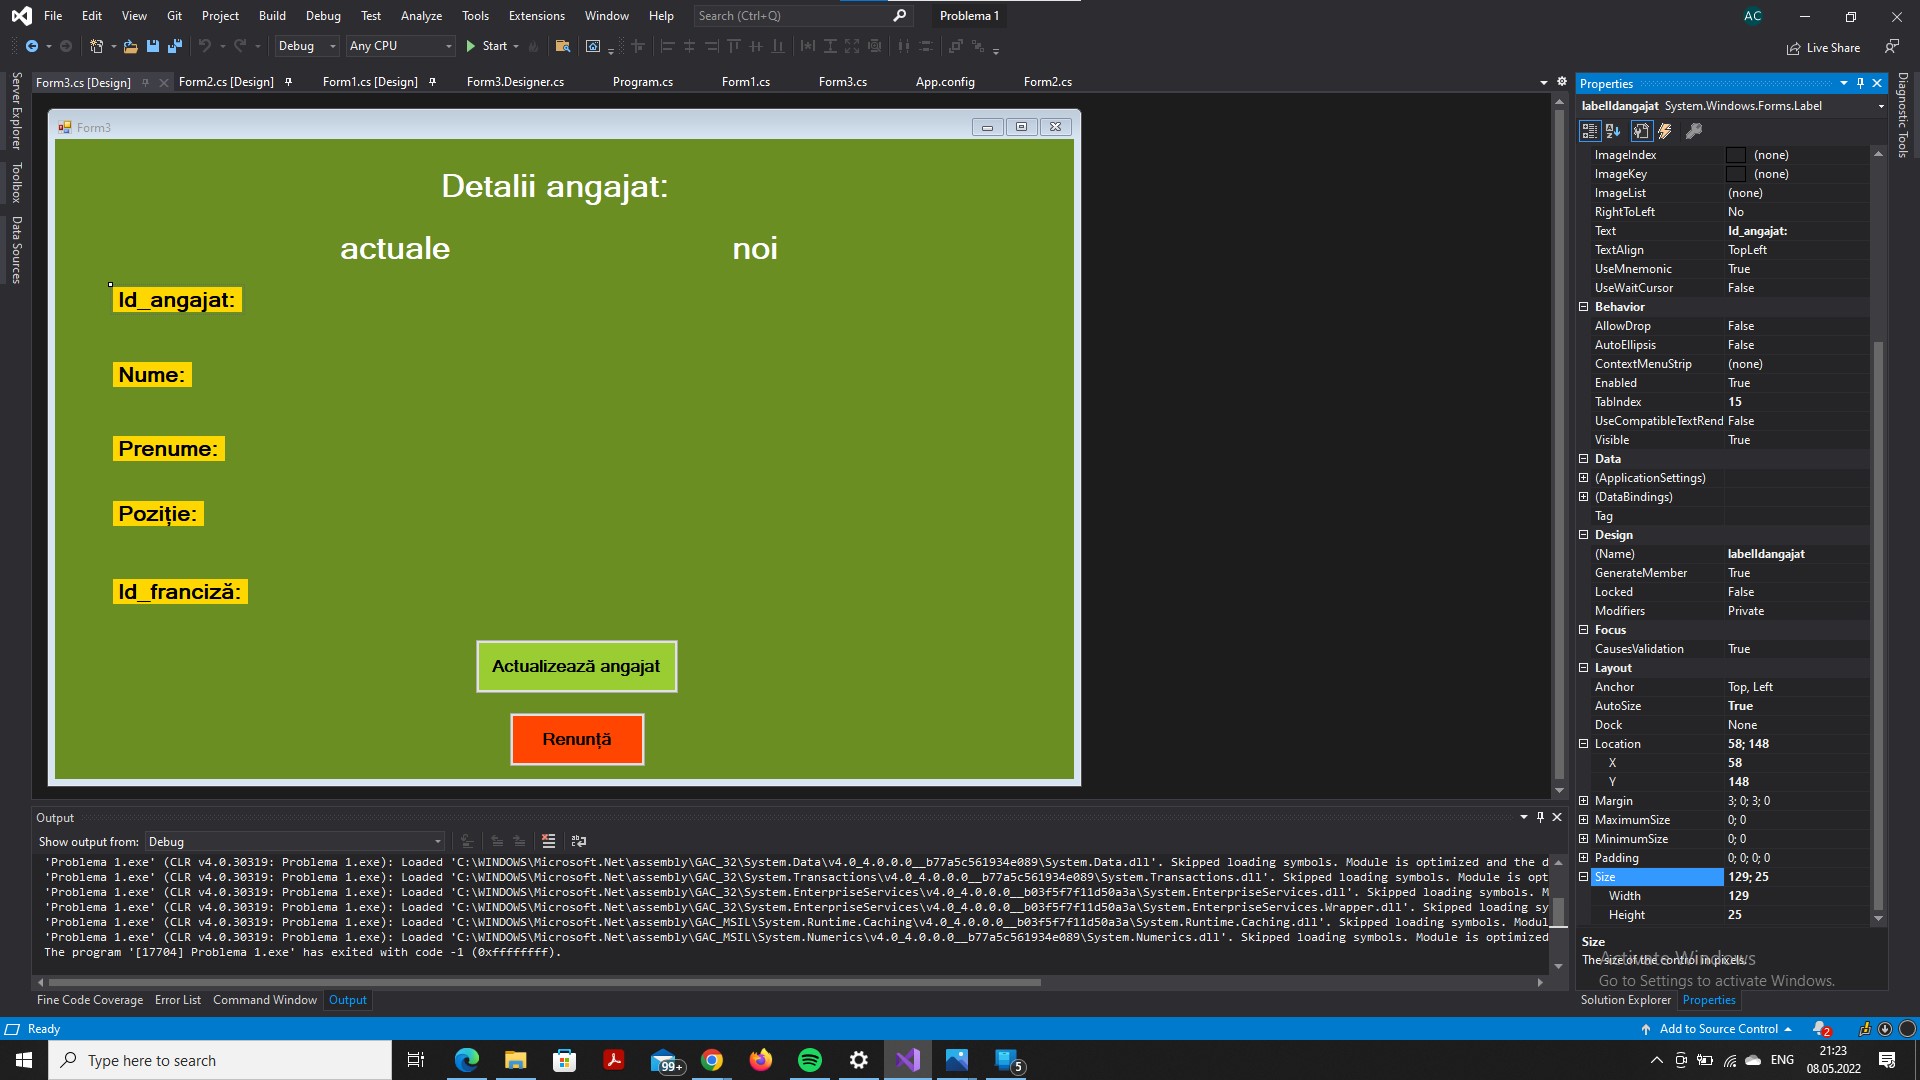 File Edit View Git Project Build Debug Test Analyze Tools Extensions Window Help Search (Ctrl+Q) Problema 1 AC
Debug Any CPU Start Live Share
Form3.cs [Design] Form2.cs [Design] Form1.cs [Design] Form3.Designer.cs Program.cs Form1.cs Form3.cs App.config Form2.cs
Server Explorer
Toolbox
Data Sources
Form3
Detalii angajat:
actuale noi
Id_angajat:
Nume:
Prenume:
Poziție:
Id_franciză:
Actualizează angajat
Renunță
Properties
labelIdangajat System.Windows.Forms.Label
ImageIndex (none)
ImageKey (none)
ImageList (none)
RightToLeft No
Text Id_angajat:
TextAlign TopLeft
UseMnemonic True
UseWaitCursor False
Behavior
AllowDrop False
AutoEllipsis False
ContextMenuStrip (none)
Enabled True
TabIndex 15
UseCompatibleTextRend False
Visible True
Data
(ApplicationSettings)
(DataBindings)
Tag
Design
(Name) labelIdangajat
GenerateMember True
Locked False
Modifiers Private
Focus
CausesValidation True
Layout
Anchor Top, Left
AutoSize True
Dock None
Location 58; 148
X 58
Y 148
Margin 3; 0; 3; 0
MaximumSize 0; 0
MinimumSize 0; 0
Padding 0; 0; 0; 0
Size 129; 25
Width 129
Height 25
Size
The size of the control in pixels.
Activate Windows
Go to Settings to activate Windows.
Solution Explorer Properties
Diagnostic Tools
Output
Show output from: Debug
'Problema 1.exe' (CLR v4.0.30319: Problema 1.exe): Loaded 'C:\WINDOWS\Microsoft.Net\assembly\GAC_32\System.Data\v4.0_4.0.0.0__b77a5c561934e089\System.Data.dll'. Skipped loading symbols. Module is optimized and the d
'Problema 1.exe' (CLR v4.0.30319: Problema 1.exe): Loaded 'C:\WINDOWS\Microsoft.Net\assembly\GAC_32\System.Transactions\v4.0_4.0.0.0__b77a5c561934e089\System.Transactions.dll'. Skipped loading symbols. Module is opt
'Problema 1.exe' (CLR v4.0.30319: Problema 1.exe): Loaded 'C:\WINDOWS\Microsoft.Net\assembly\GAC_32\System.EnterpriseServices\v4.0_4.0.0.0__b03f5f7f11d50a3a\System.EnterpriseServices.dll'. Skipped loading symbols. M
'Problema 1.exe' (CLR v4.0.30319: Problema 1.exe): Loaded 'C:\WINDOWS\Microsoft.Net\assembly\GAC_32\System.EnterpriseServices\v4.0_4.0.0.0__b03f5f7f11d50a3a\System.EnterpriseServices.Wrapper.dll'. Skipped loading sy
'Problema 1.exe' (CLR v4.0.30319: Problema 1.exe): Loaded 'C:\WINDOWS\Microsoft.Net\assembly\GAC_MSIL\System.Runtime.Caching\v4.0_4.0.0.0__b03f5f7f11d50a3a\System.Runtime.Caching.dll'. Skipped loading symbols. Modul
'Problema 1.exe' (CLR v4.0.30319: Problema 1.exe): Loaded 'C:\WINDOWS\Microsoft.Net\assembly\GAC_MSIL\System.Numerics\v4.0_4.0.0.0__b77a5c561934e089\System.Numerics.dll'. Skipped loading symbols. Module is optimized
The program '[17704] Problema 1.exe' has exited with code -1 (0xffffffff).
Fine Code Coverage Error List Command Window Output
Ready Add to Source Control 2
Type here to search 99+ 5 ENG 21:23
08.05.2022